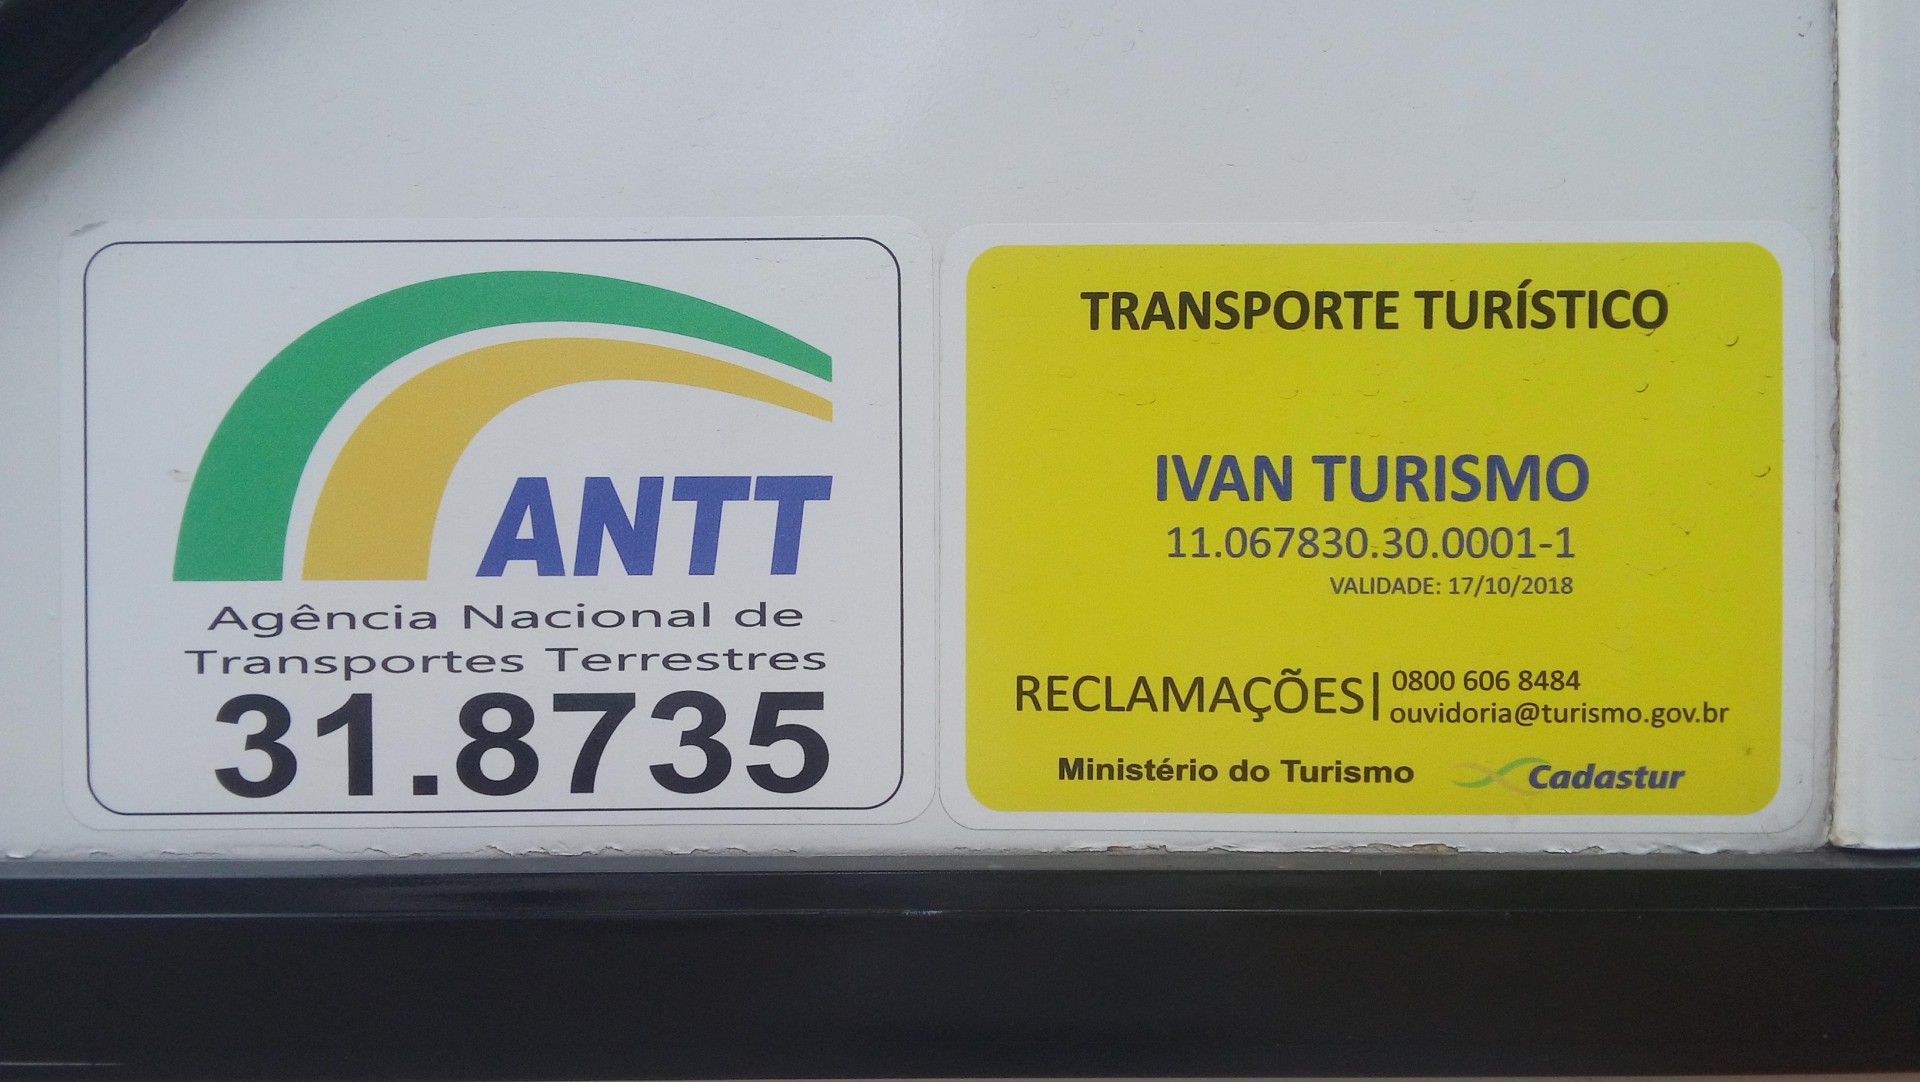 ANTT
Agência Nacional de
Transportes Terrestres
31.8735
TRANSPORTE TURÍSTICO
IVAN TURISMO
11.067830.30.0001-1
VALIDADE: 17/10/2018
RECLAMAÇÕES| 0800 606 8484
ouvidoria@turismo.gov.br
Ministério do Turismo Cadastur